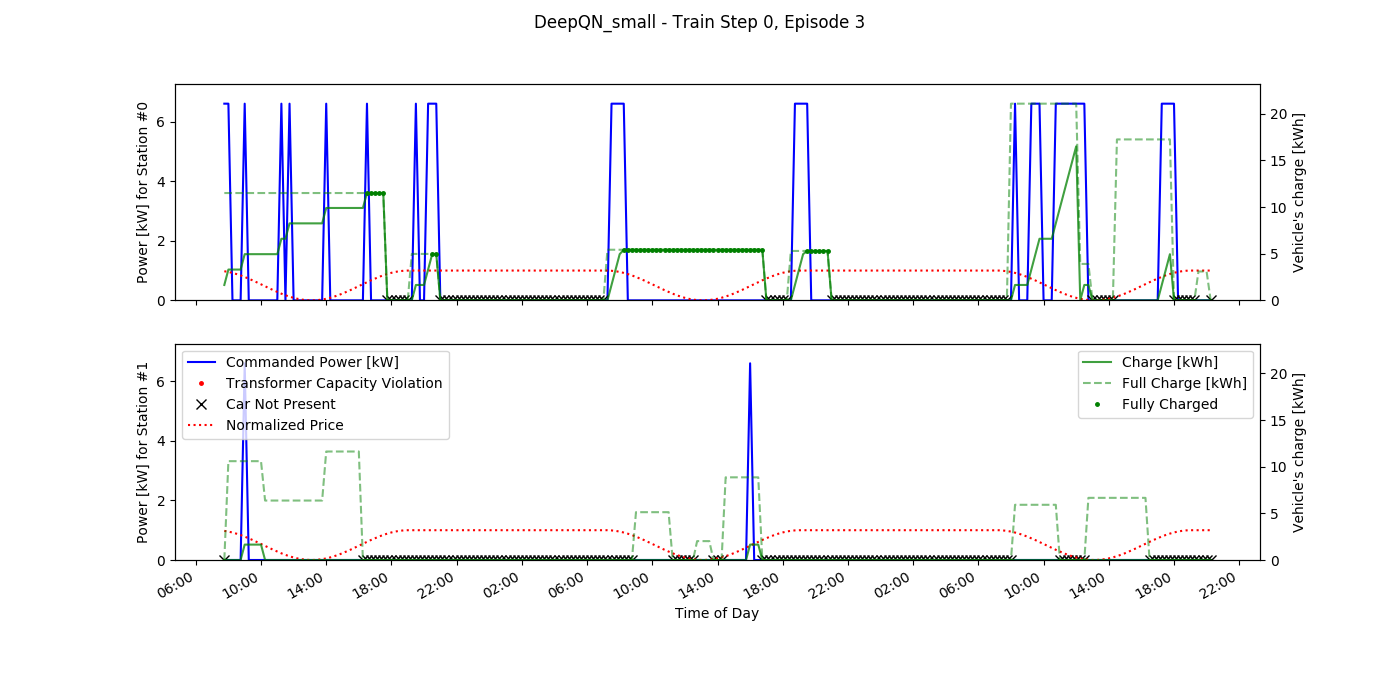 DeepQN_small - Train Step 0, Episode 3
Power [kW] for Station #0
6
4
2
0
20
15
10
5
0
Vehicle's charge [kWh]
Power [kW] for Station #1
6
4
2
0
Commanded Power [kW]
Transformer Capacity Violation
Car Not Present
Normalized Price
Charge [kWh]
Full Charge [kWh]
Fully Charged
20
15
10
5
0
Vehicle's charge [kWh]
06:00 10:00 14:00 18:00 22:00 02:00 06:00 10:00 14:00 18:00 22:00 02:00 06:00 10:00 14:00 18:00 22:00
Time of Day